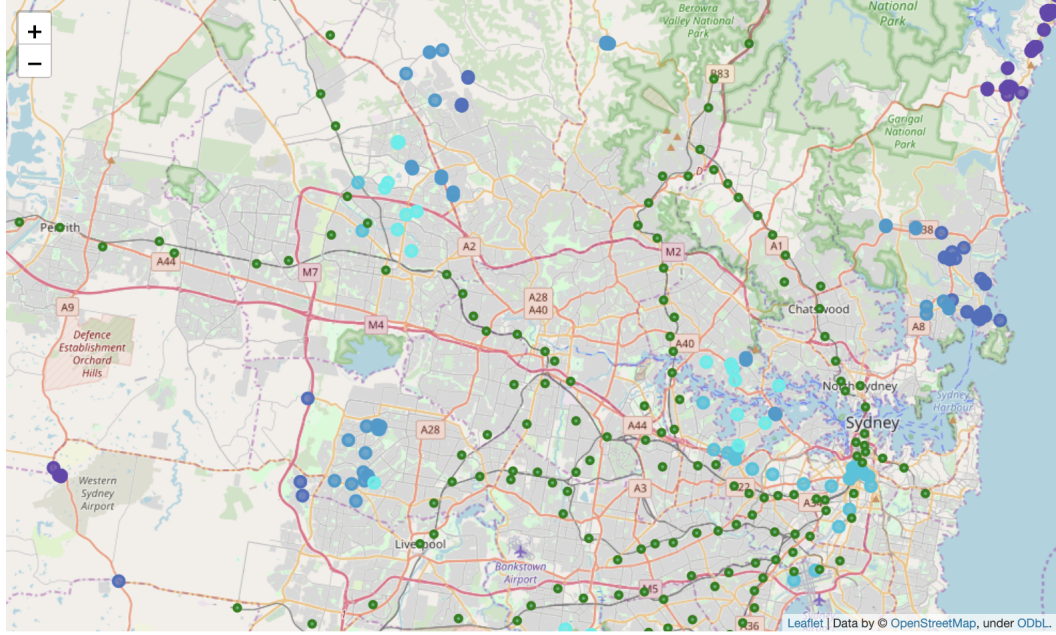 +
−
Berowra
Valley National
Park
National
Park
B83
Garigal
National
Park
Penrith
A44
M7
A2
M2
A1
A38
A9
M4
A28
A40
Chatswood
A8
Defence
Establishment
Orchard
Hills
A40
North Sydney
Sydney
Harbour
Sydney
A28
A44
Western
Sydney
Airport
A3
A22
Liverpool
Bankstown
Airport
M5
A36
Leaflet | Data by © OpenStreetMap, under ODbL.